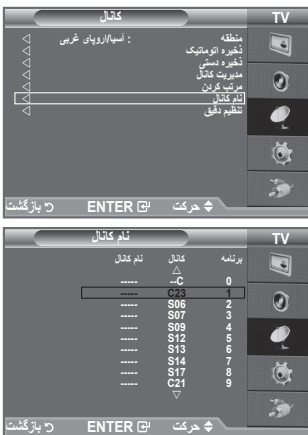 TV
کانال
منطقه : آسیا/اروپای غربی
ذخیره اتوماتیک
ذخیره دستی
مدیریت کانال
مرتب کردن
نام کانال
تنظیم دقیق
حرکت ENTER بازگشت
TV
نام کانال
برنامه کانال نام کانال
0 C-- -----
1 C23 -----
2 S06 -----
3 S07 -----
4 S09 -----
5 S12 -----
6 S13 -----
7 S14 -----
8 S17 -----
9 C21 -----
حرکت ENTER بازگشت